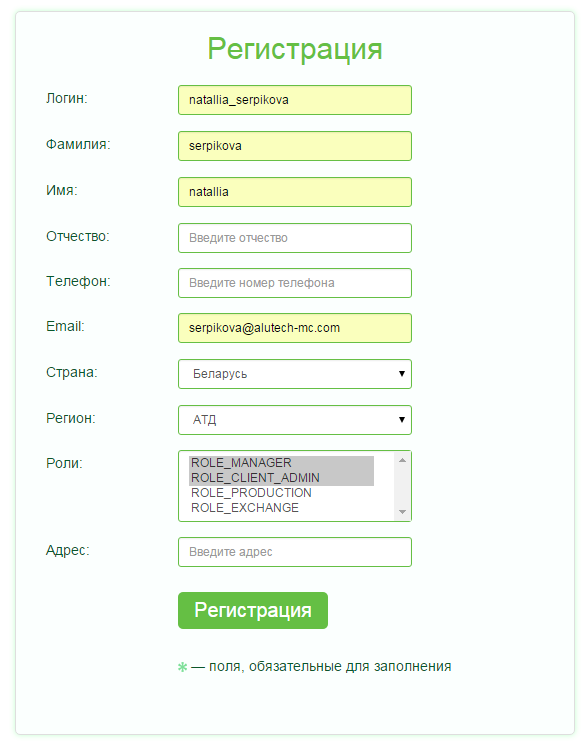 Регистрация
Логин: natallia_serpikova
Фамилия: serpikova
Имя: natallia
Отчество: Введите отчество
Телефон: Введите номер телефона
Email: serpikova@alutech-mc.com
Страна: Беларусь
Регион: АТД
Роли: ROLE_MANAGER
ROLE_CLIENT_ADMIN
ROLE_PRODUCTION
ROLE_EXCHANGE
Адрес: Введите адрес
Регистрация
* — поля, обязательные для заполнения